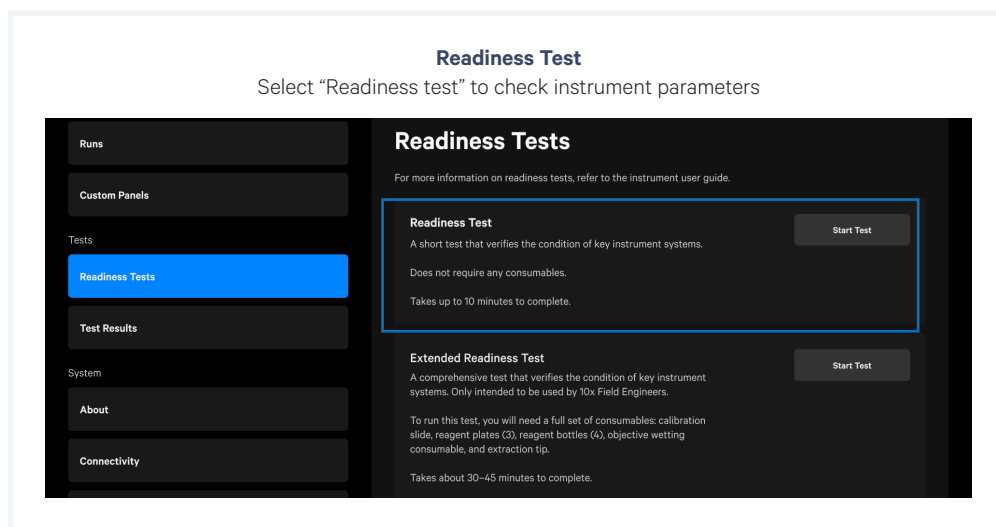 Readiness Test
Select “Readiness test” to check instrument parameters
Runs
Custom Panels
Tests
Readiness Tests
Test Results
System
About
Connectivity
Readiness Tests
For more information on readiness tests, refer to the instrument user guide.
Readiness Test
Start Test
A short test that verifies the condition of key instrument systems.
Does not require any consumables.
Takes up to 10 minutes to complete.
Extended Readiness Test
Start Test
A comprehensive test that verifies the condition of key instrument
systems. Only intended to be used by 10x Field Engineers.
To run this test, you will need a full set of consumables: calibration
slide, reagent plates (3), reagent bottles (4), objective wetting
consumable, and extraction tip.
Takes about 30–45 minutes to complete.